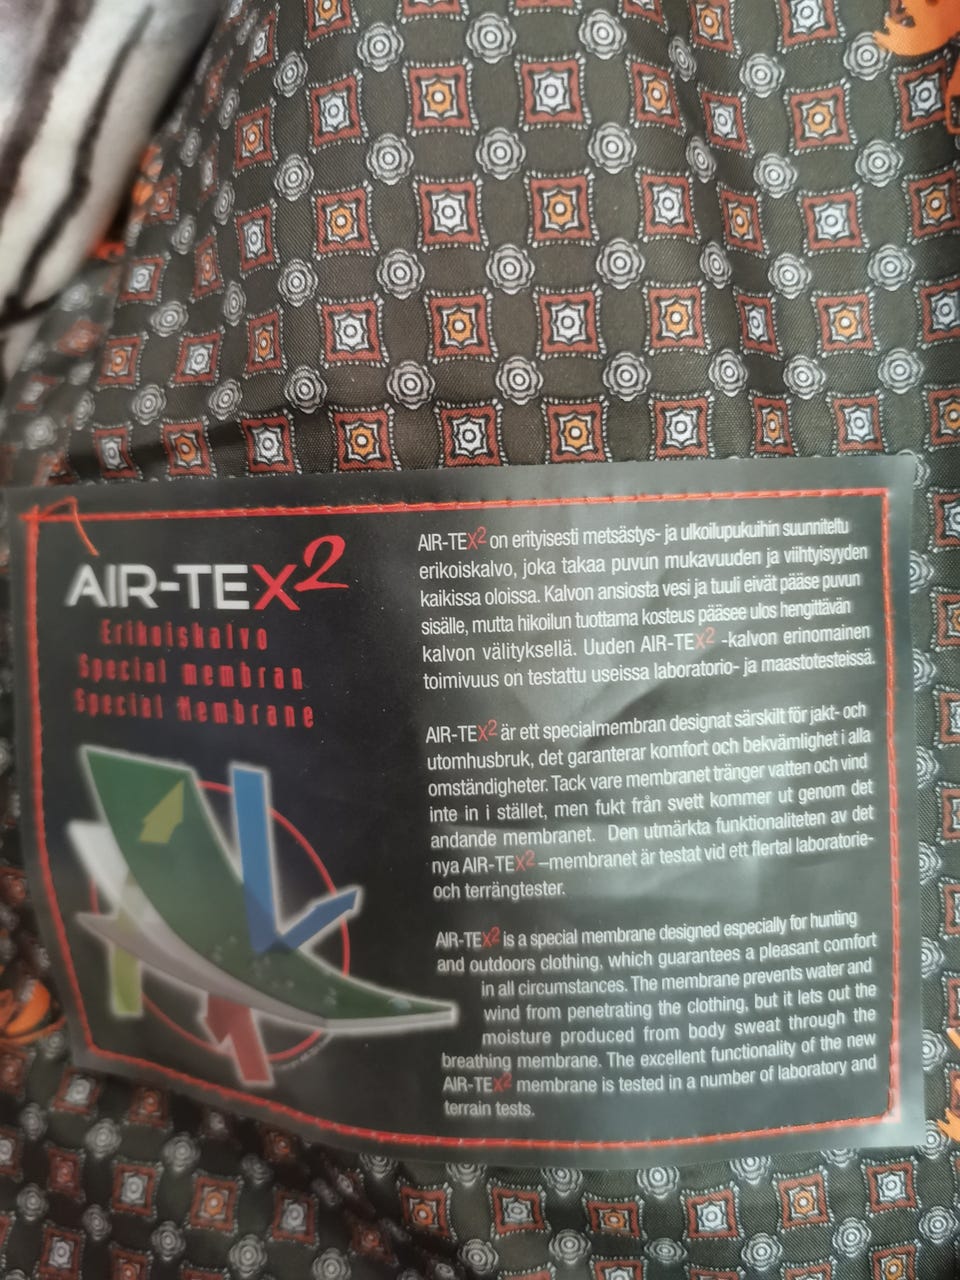 AIR-TEX2
Erikoiskalvo
Special membran
Special Membrane
AIR-TEX2 on erityisesti metsästys- ja ulkoilupukuihin suunniteltu
erikoiskalvo, joka takaa puvun mukavuuden ja viihtyisyyden
kaikissa oloissa. Kalvon ansiosta vesi ja tuuli eivät pääse puvun
sisälle, mutta hikoilun tuottama kosteus pääsee ulos hengittävän
kalvon välityksellä. Uuden AIR-TEX2 -kalvon erinomainen
toimivuus on testattu useissa laboratorio- ja maastotesteissä.
AIR-TEX2 är ett specialmembran designat särskilt för jakt- och
utomhusbruk, det garanterar komfort och bekvämlighet i alla
omständigheter. Tack vare membranet tränger vatten och vind
inte in i stället, men fukt från svett kommer ut genom det
andande membranet. Den utmärkta funktionaliteten av det
nya AIR-TEX2 –membranet är testat vid ett flertal laboratorie-
och terrängtester.
AIR-TEX2 is a special membrane designed especially for hunting
and outdoors clothing, which guarantees a pleasant comfort
in all circumstances. The membrane prevents water and
wind from penetrating the clothing, but it lets out the
moisture produced from body sweat through the
breathing membrane. The excellent functionality of the new
AIR-TEX2 membrane is tested in a number of laboratory and
terrain tests.